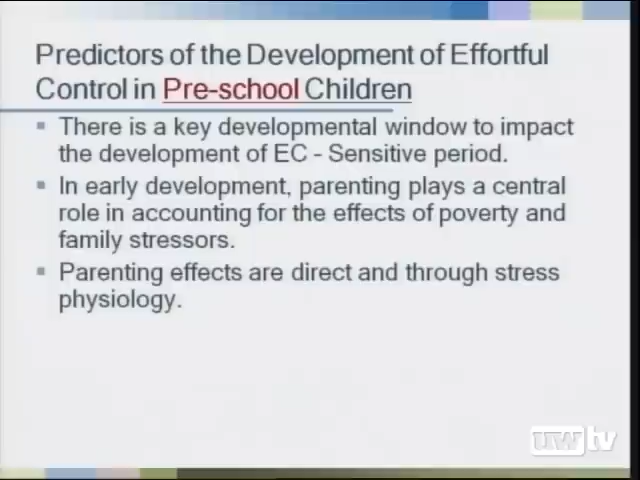 Predictors of the Development of Effortful
Control in Pre-school Children
There is a key developmental window to impact
the development of EC - Sensitive period.
In early development, parenting plays a central
role in accounting for the effects of poverty and
family stressors.
Parenting effects are direct and through stress
physiology.
uwtv